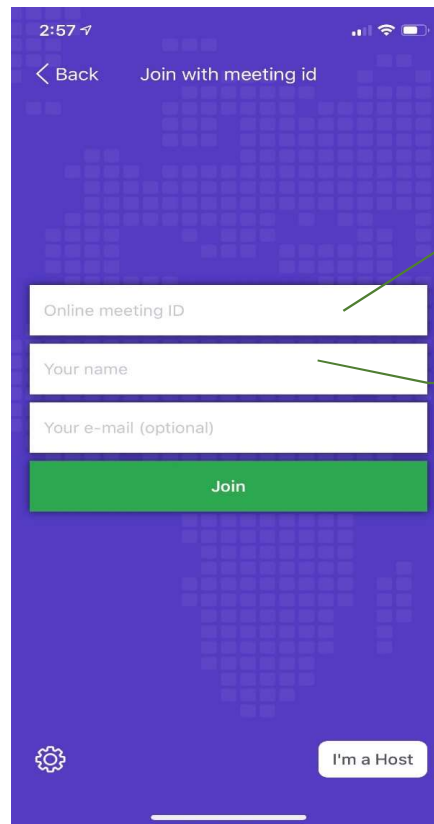 2:57
Back Join with meeting id
Online meeting ID
Your name
Your e-mail (optional)
Join
I'm a Host